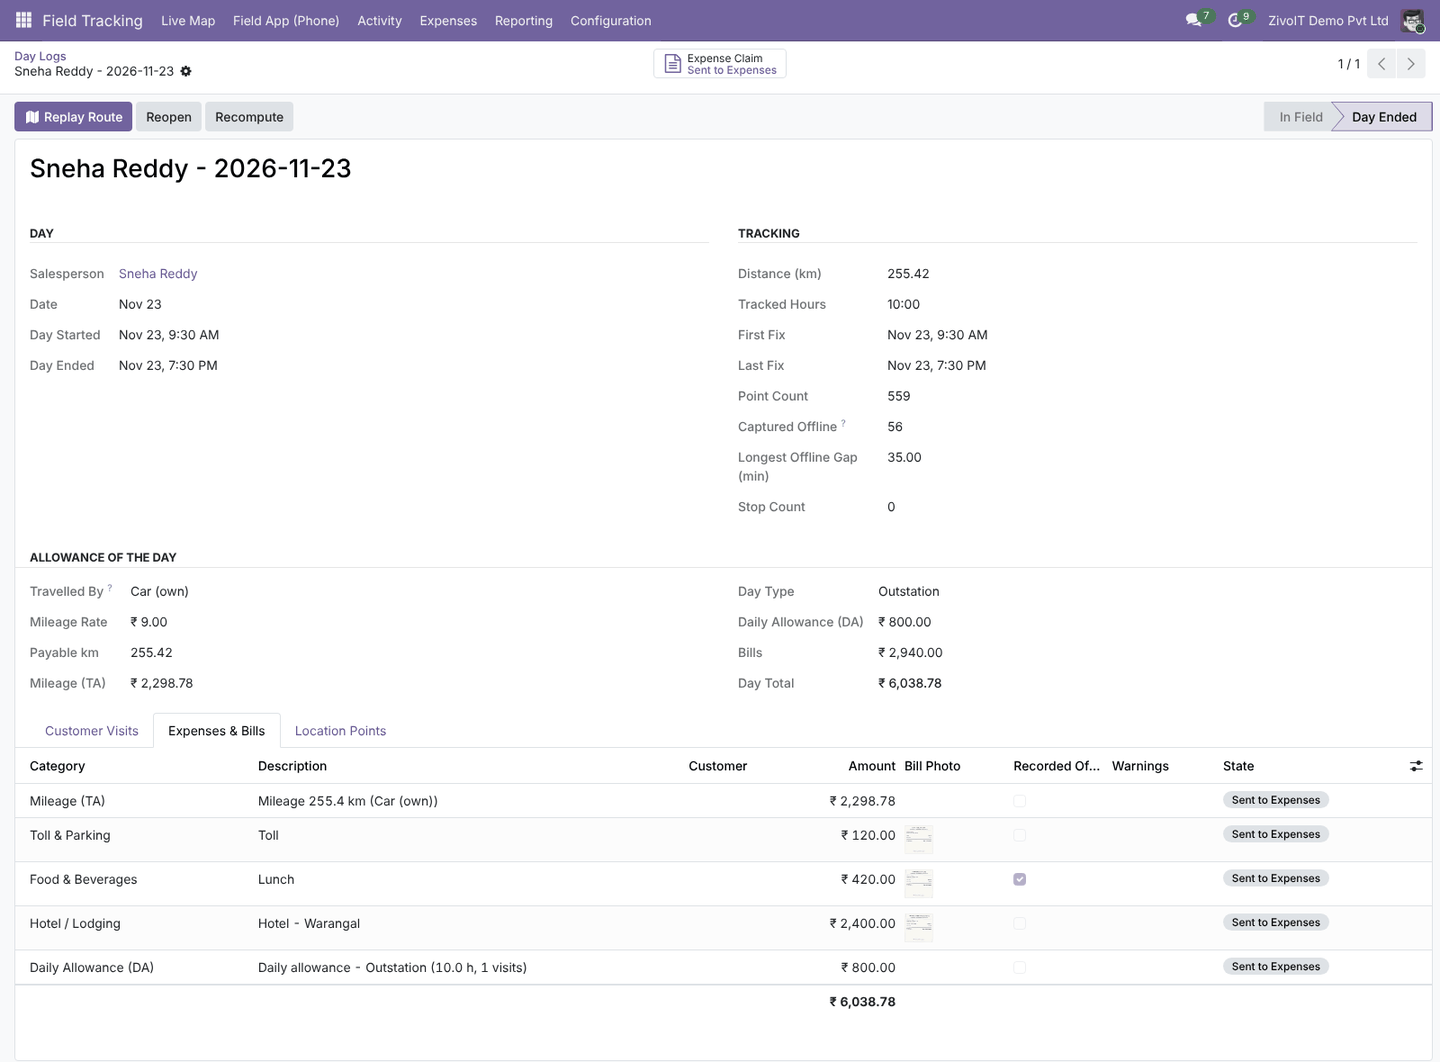 Field Tracking Live Map Field App (Phone) Activity Expenses Reporting Configuration 7 9 ZivoIT Demo Pvt Ltd
Day Logs
Sneha Reddy - 2026-11-23
Expense Claim
Sent to Expenses
1 / 1
Replay Route Reopen Recompute In Field Day Ended
Sneha Reddy - 2026-11-23
DAY
Salesperson Sneha Reddy
Date Nov 23
Day Started Nov 23, 9:30 AM
Day Ended Nov 23, 7:30 PM
TRACKING
Distance (km) 255.42
Tracked Hours 10:00
First Fix Nov 23, 9:30 AM
Last Fix Nov 23, 7:30 PM
Point Count 559
Captured Offline ? 56
Longest Offline Gap (min) 35.00
Stop Count 0
ALLOWANCE OF THE DAY
Travelled By ? Car (own)
Mileage Rate ₹ 9.00
Payable km 255.42
Mileage (TA) ₹ 2,298.78
Day Type Outstation
Daily Allowance (DA) ₹ 800.00
Bills ₹ 2,940.00
Day Total ₹ 6,038.78
Customer Visits Expenses & Bills Location Points
Category Description Customer Amount Bill Photo Recorded Of... Warnings State
Mileage (TA) Mileage 255.4 km (Car (own)) ₹ 2,298.78 Sent to Expenses
Toll & Parking Toll ₹ 120.00 Sent to Expenses
Food & Beverages Lunch ₹ 420.00 Sent to Expenses
Hotel / Lodging Hotel - Warangal ₹ 2,400.00 Sent to Expenses
Daily Allowance (DA) Daily allowance - Outstation (10.0 h, 1 visits) ₹ 800.00 Sent to Expenses
₹ 6,038.78